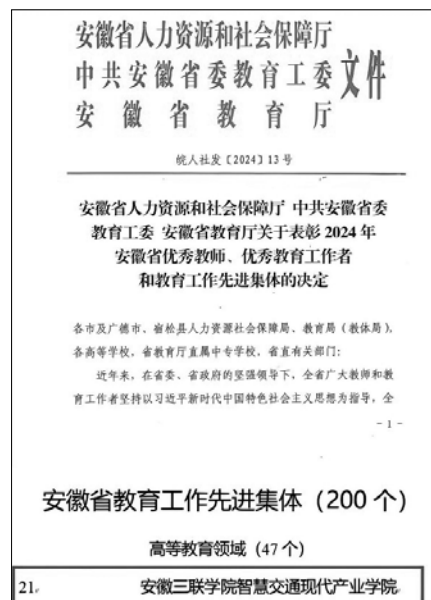 安徽省人力资源和社会保障厅
中共安徽省委教育工委文件
安徽省教育厅
皖人社发〔2024〕13号
安徽省人力资源和社会保障厅 中共安徽省委
教育工委 安徽省教育厅关于表彰2024年
安徽省优秀教师、优秀教育工作者
和教育工作先进集体的决定
各市及广德市、宿松县人力资源社会保障局、教育局（教体局），
各高等学校，省教育厅直属中专学校，省直有关部门：
近年来，在省委、省政府的坚强领导下，全省广大教师和教
育工作者坚持以习近平新时代中国特色社会主义思想为指导，全
- 1 -
安徽省教育工作先进集体（200个）
高等教育领域（47个）
21. 安徽三联学院智慧交通现代产业学院